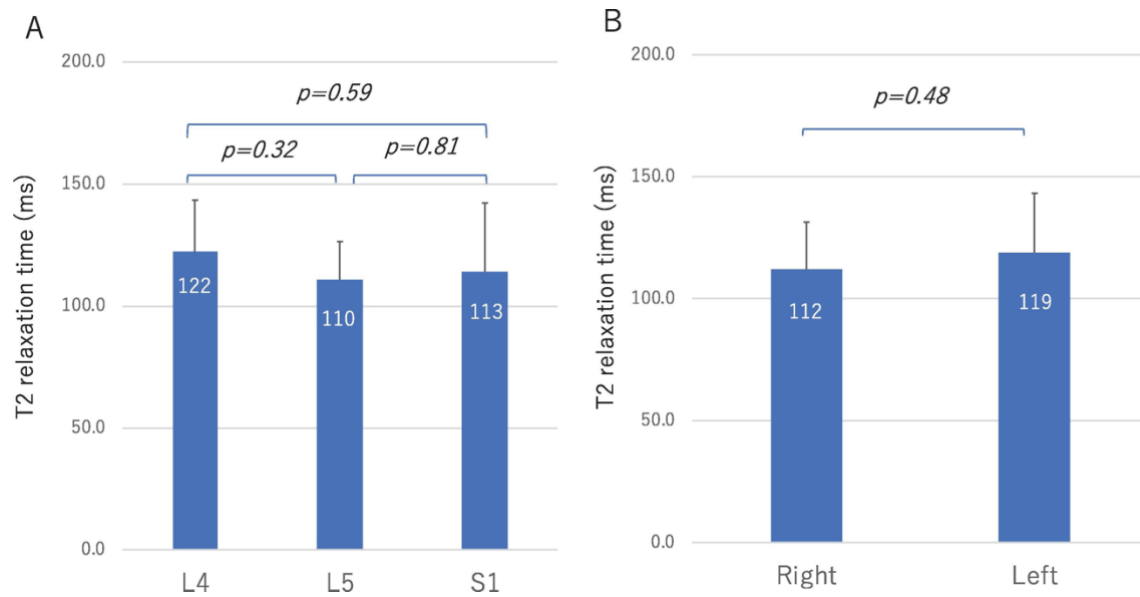 A
T2 relaxation time (ms)
200.0
150.0
100.0
50.0
0.0
p=0.59
p=0.32
p=0.81
122
110
113
L4
L5
S1
B
T2 relaxation time (ms)
200.0
150.0
100.0
50.0
0.0
p=0.48
112
119
Right
Left